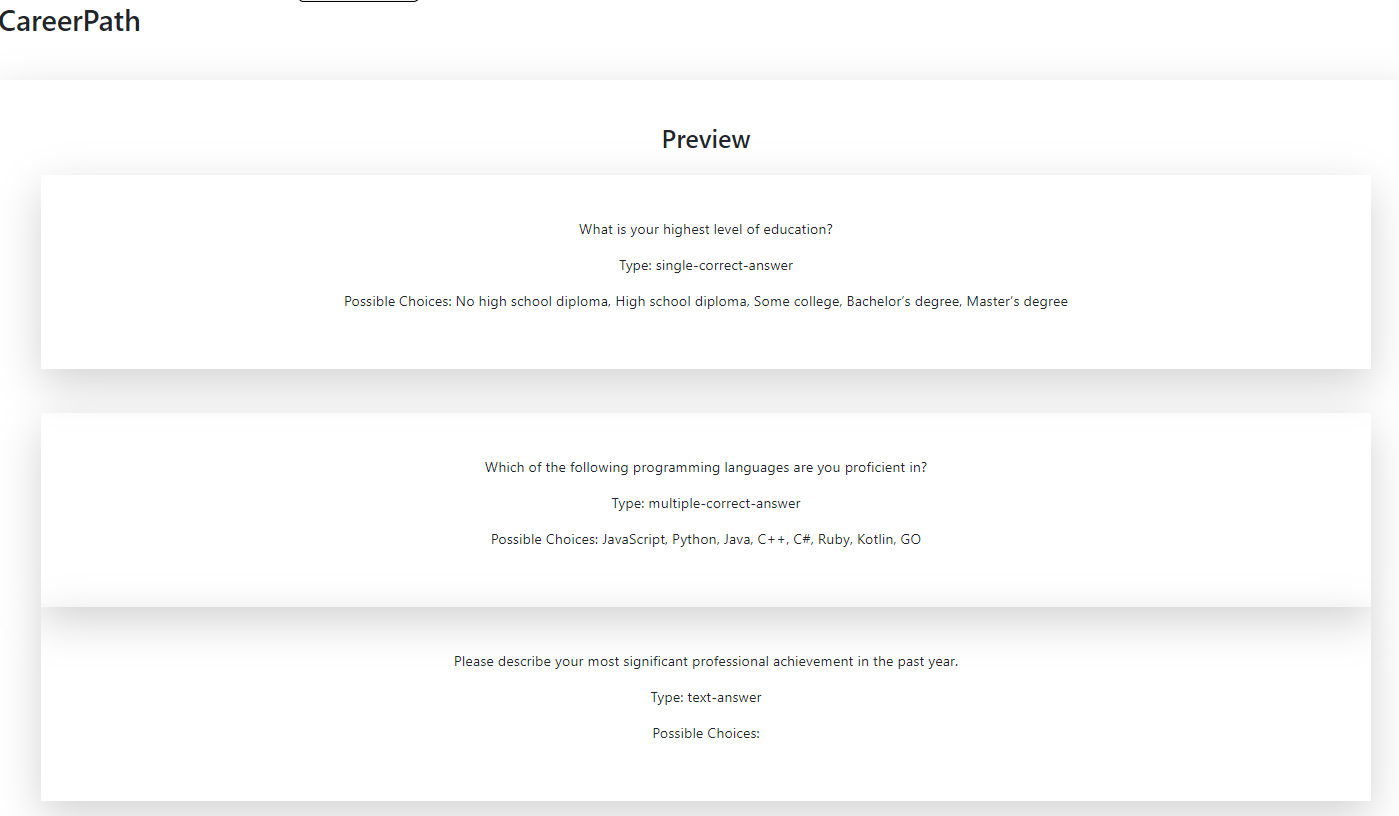 CareerPath
Preview
What is your highest level of education?
Type: single-correct-answer
Possible Choices: No high school diploma, High school diploma, Some college, Bachelor’s degree, Master’s degree
Which of the following programming languages are you proficient in?
Type: multiple-correct-answer
Possible Choices: JavaScript, Python, Java, C++, C#, Ruby, Kotlin, GO
Please describe your most significant professional achievement in the past year.
Type: text-answer
Possible Choices: